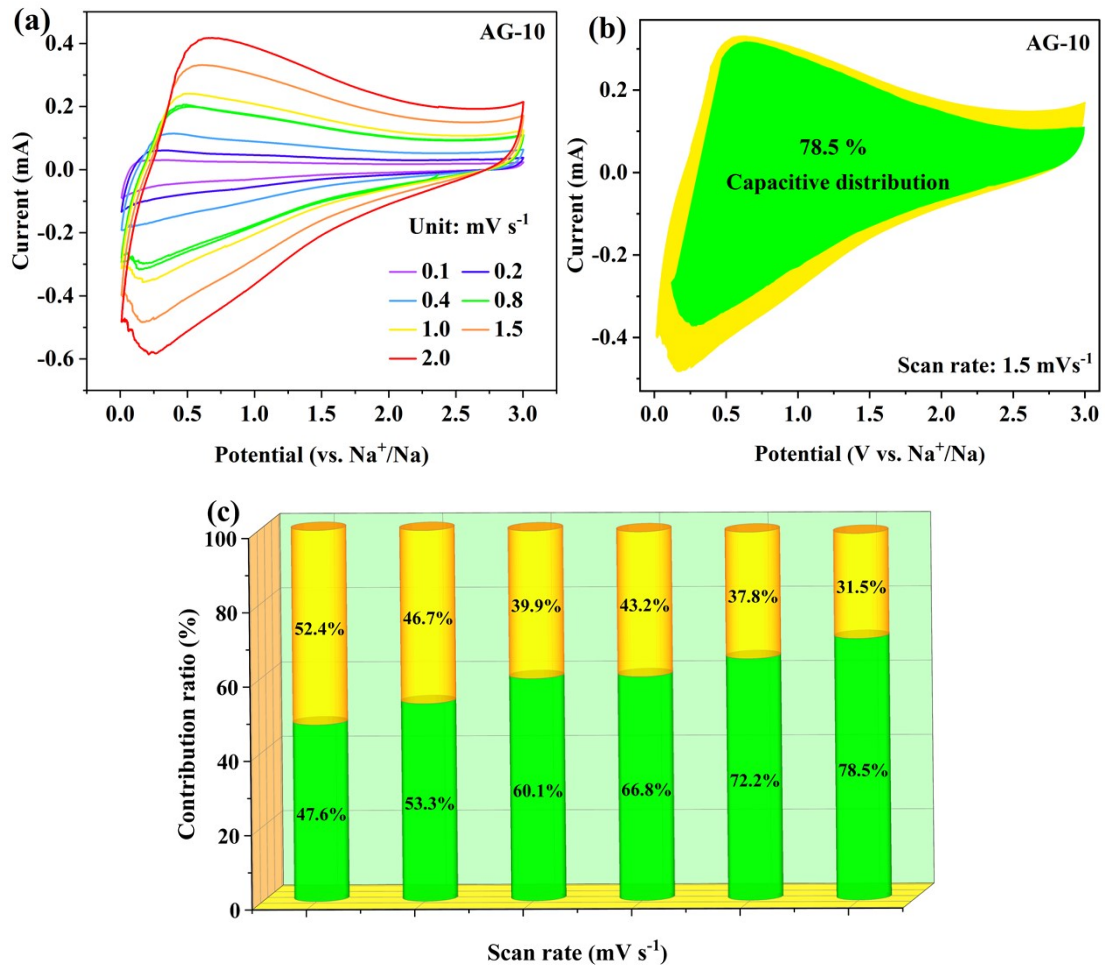 (a)
AG-10
0.4
0.2
0.0
-0.2
-0.4
-0.6
Current (mA)
Unit: mV s⁻¹
0.1 0.2
0.4 0.8
1.0 1.5
2.0
0.0 0.5 1.0 1.5 2.0 2.5 3.0
Potential (vs. Na⁺/Na)
(b)
AG-10
0.2
0.0
-0.2
-0.4
Current (mA)
78.5 %
Capacitive distribution
Scan rate: 1.5 mVs⁻¹
0.0 0.5 1.0 1.5 2.0 2.5 3.0
Potential (V vs. Na⁺/Na)
(c)
100
80
60
40
20
0
Contribution ratio (%)
52.4% 46.7% 39.9% 43.2% 37.8% 31.5%
47.6% 53.3% 60.1% 66.8% 72.2% 78.5%
Scan rate (mV s⁻¹)